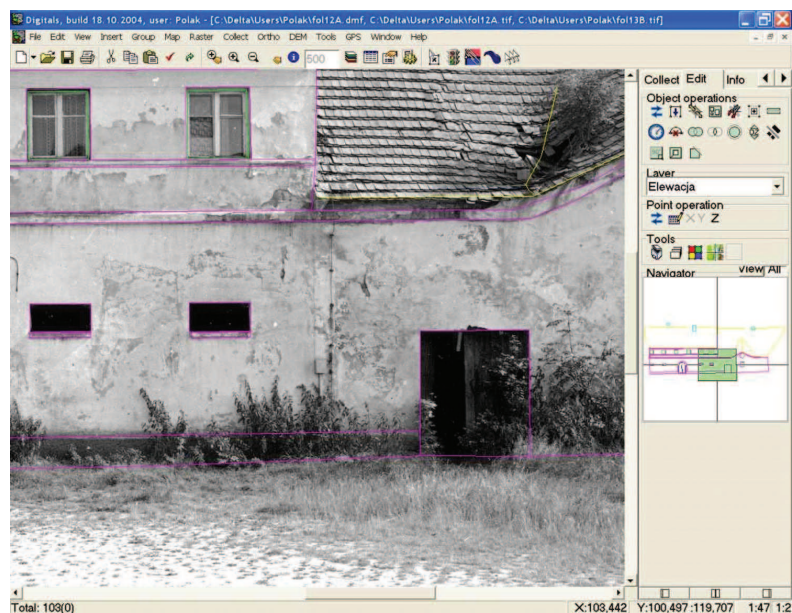 Digitals, build 18.10.2004, user: Polak - [C:\Delta\Users\Polak\fol12A.dmf, C:\Delta\Users\Polak\fol12A.tif, C:\Delta\Users\Polak\fol13B.tif]
File Edit View Insert Group Map Raster Collect Ortho DEM Tools GPS Window Help
500
Collect Edit Info
Object operations
Layer
Elewacja
Point operation
X Y Z
Tools
Navigator View All
Total: 103(0) X:103,442 Y:100,497 :119,707 1:47 1:2